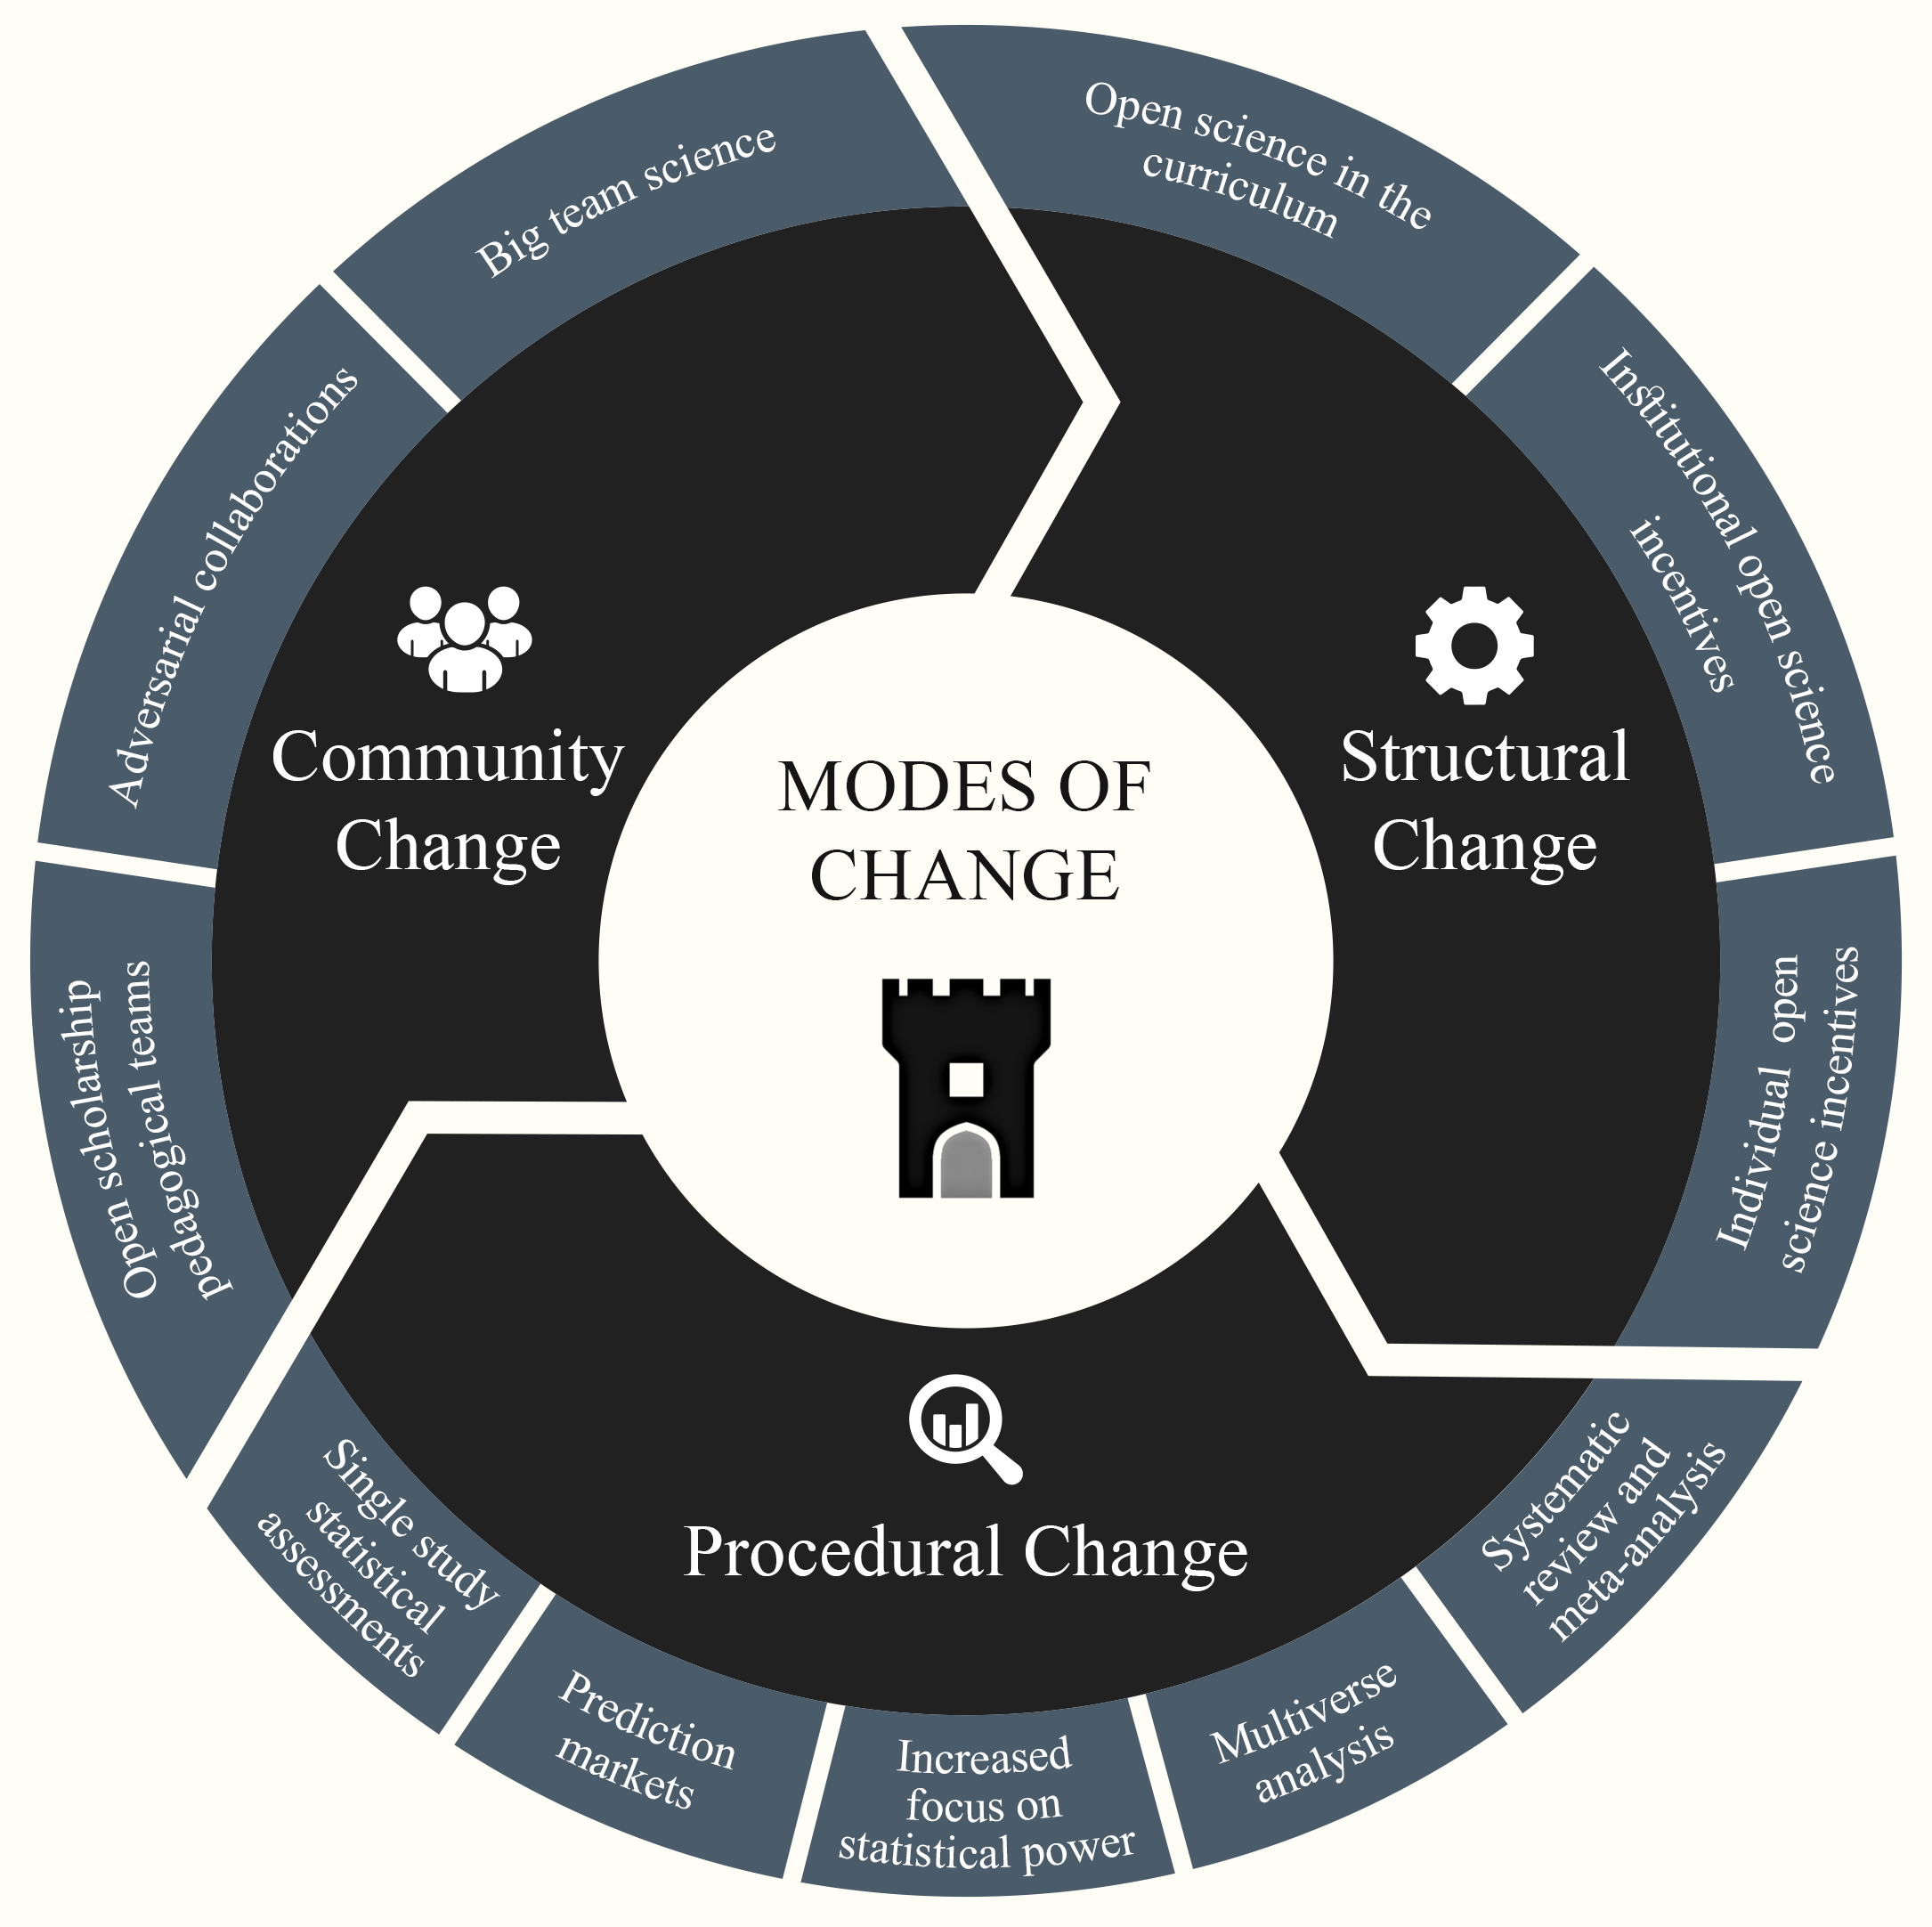 MODES OF
CHANGE
Community
Change
Big team science
Adversarial collaborations
Open scholarship
pedagogical teams
Structural
Change
Open science in the
curriculum
Institutional open science
incentives
Individual open
science incentives
Procedural Change
Single study
statistical
assessments
Prediction
markets
Increased
focus on
statistical power
Multiverse
analysis
Systematic
review and
meta-analysis